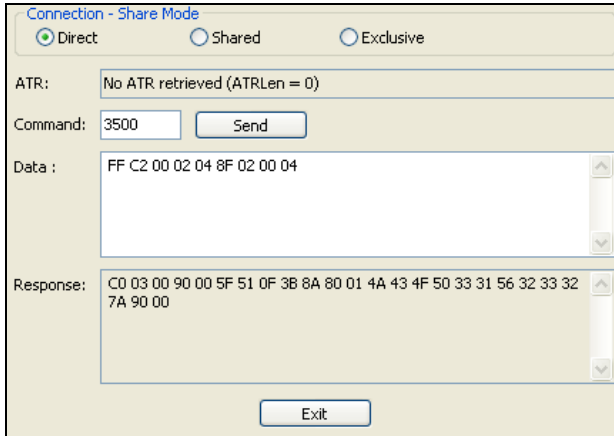 Connection - Share Mode
Direct Shared Exclusive
ATR: No ATR retrieved (ATRLen = 0)
Command: 3500 Send
Data : FF C2 00 02 04 8F 02 00 04
Response: C0 03 00 90 00 5F 51 0F 3B 8A 80 01 4A 43 4F 50 33 31 56 32 33 32
7A 90 00
Exit